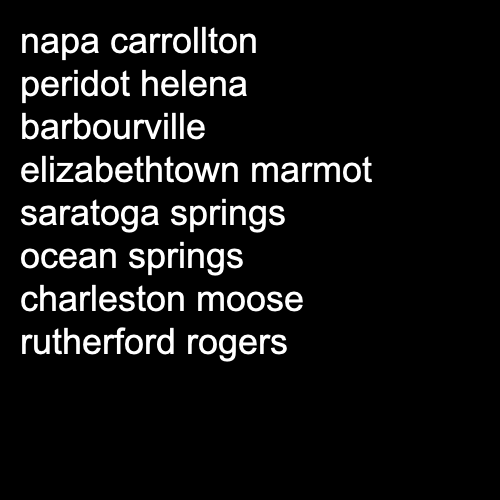 napa carrollton
peridot helena
barbourville
elizabethtown marmot
saratoga springs
ocean springs
charleston moose
rutherford rogers